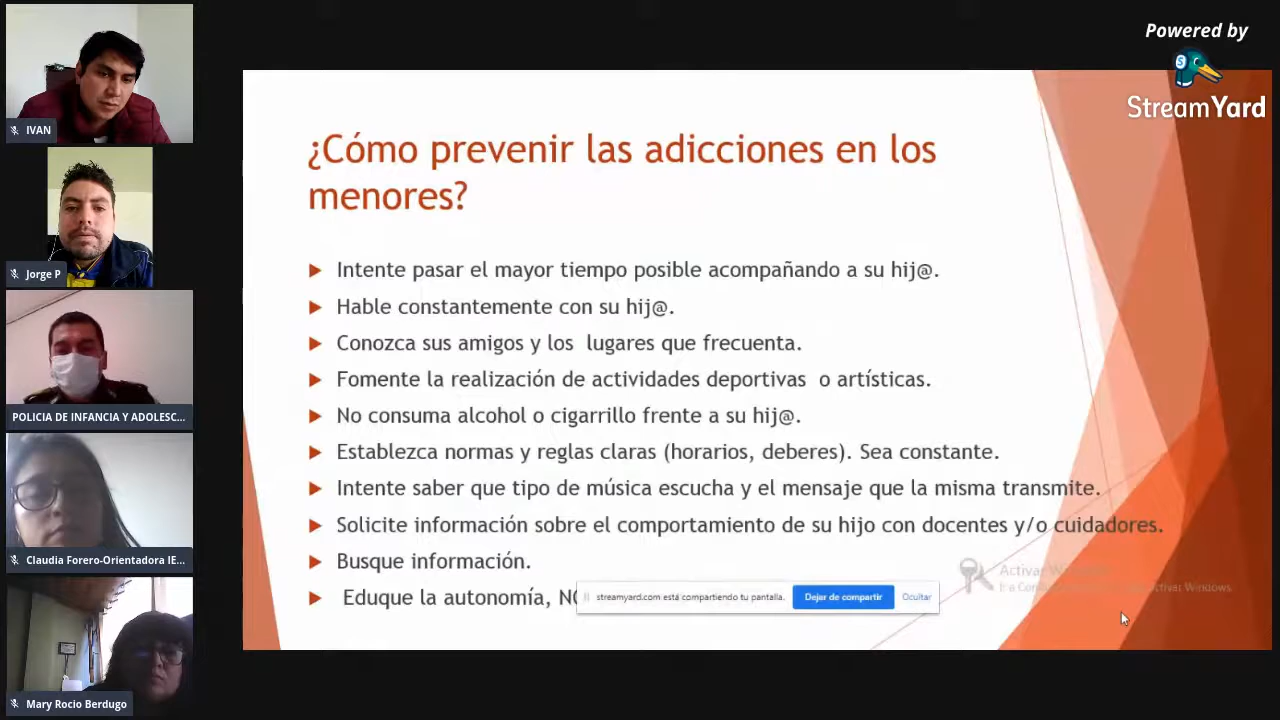 Powered by
StreamYard
IVAN
Jorge P
POLICIA DE INFANCIA Y ADOLESC...
Claudia Forero-Orientadora IE...
Mary Rocio Berdugo
¿Cómo prevenir las adicciones en los
menores?
Intente pasar el mayor tiempo posible acompañando a su hij@.
Hable constantemente con su hij@.
Conozca sus amigos y los lugares que frecuenta.
Fomente la realización de actividades deportivas o artísticas.
No consuma alcohol o cigarrillo frente a su hij@.
Establezca normas y reglas claras (horarios, deberes). Sea constante.
Intente saber que tipo de música escucha y el mensaje que la misma transmite.
Solicite información sobre el comportamiento de su hijo con docentes y/o cuidadores.
Busque información.
Eduque la autonomía,
streamyard.com está compartiendo tu pantalla.
Dejar de compartir
Ocultar
Activar
activar Windows.